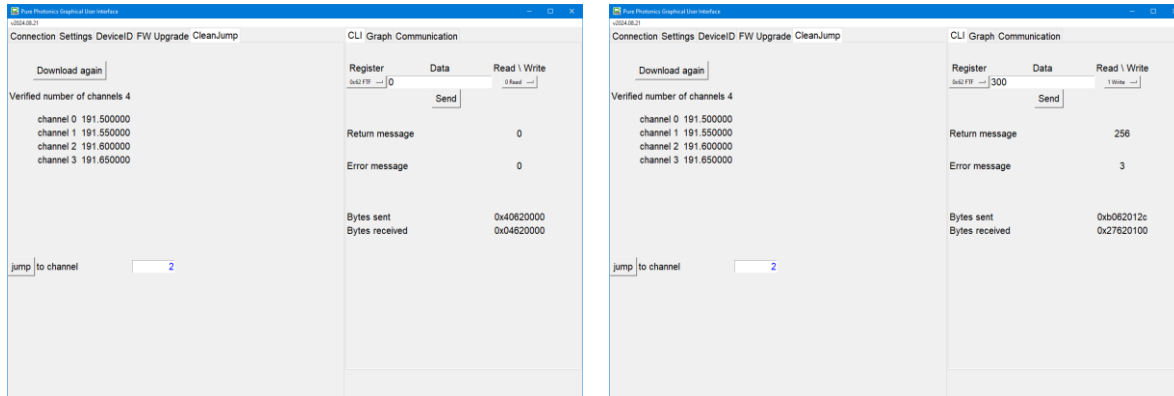 Pure Photonics Graphical User Interface
v2024.08.21
Connection Settings DeviceID FW Upgrade CleanJump
CLI Graph Communication
Download again
Register Data Read \ Write
0x62 FTF 0 0 Read
Verified number of channels 4
Send
channel 0 191.500000
channel 1 191.550000
channel 2 191.600000
channel 3 191.650000
Return message 0
Error message 0
Bytes sent 0x40620000
Bytes received 0x04620000
jump to channel 2
Pure Photonics Graphical User Interface
v2024.08.21
Connection Settings DeviceID FW Upgrade CleanJump
CLI Graph Communication
Download again
Register Data Read \ Write
0x62 FTF 300 1 Write
Verified number of channels 4
Send
channel 0 191.500000
channel 1 191.550000
channel 2 191.600000
channel 3 191.650000
Return message 256
Error message 3
Bytes sent 0xb062012c
Bytes received 0x27620100
jump to channel 2